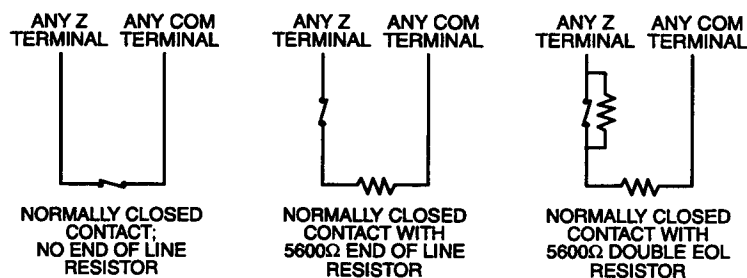 ANY Z TERMINAL
ANY COM TERMINAL
ANY Z TERMINAL
ANY COM TERMINAL
ANY Z TERMINAL
ANY COM TERMINAL
NORMALLY CLOSED
CONTACT;
NO END OF LINE
RESISTOR
NORMALLY CLOSED
CONTACT WITH
5600Ω END OF LINE
RESISTOR
NORMALLY CLOSED
CONTACT WITH
5600Ω DOUBLE EOL
RESISTOR